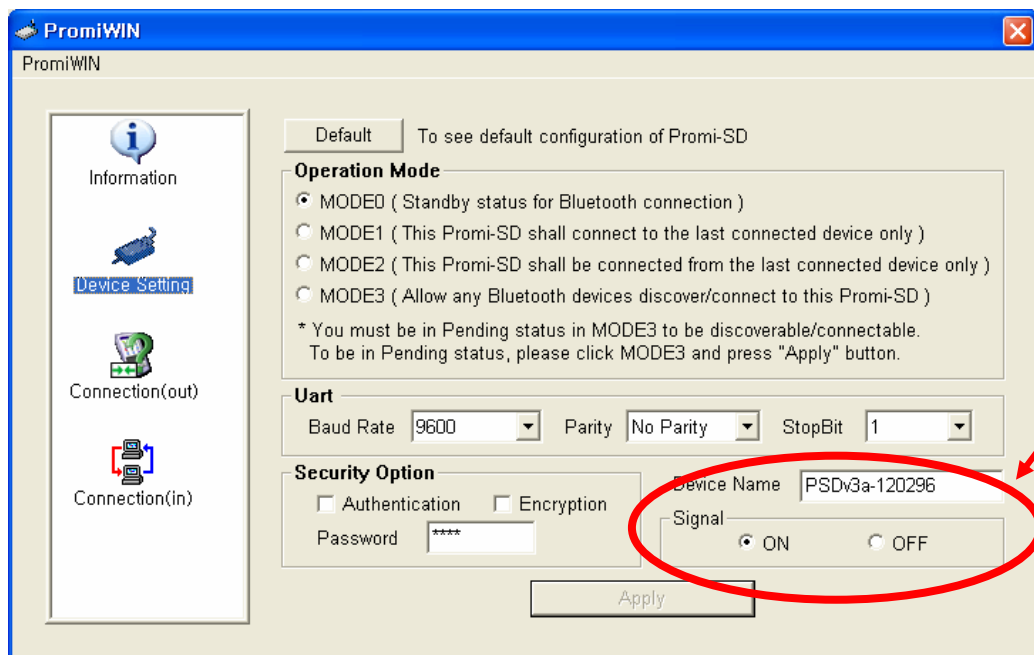 PromiWIN
PromiWIN
Information
Device Setting
Connection(out)
Connection(in)
Default To see default configuration of Promi-SD
Operation Mode
MODE0 ( Standby status for Bluetooth connection )
MODE1 ( This Promi-SD shall connect to the last connected device only )
MODE2 ( This Promi-SD shall be connected from the last connected device only )
MODE3 ( Allow any Bluetooth devices discover/connect to this Promi-SD )
* You must be in Pending status in MODE3 to be discoverable/connectable.
To be in Pending status, please click MODE3 and press "Apply" button.
Uart
Baud Rate 9600 Parity No Parity StopBit 1
Security Option
Authentication Encryption
Password ****
Device Name PSDv3a-120296
Signal
ON OFF
Apply